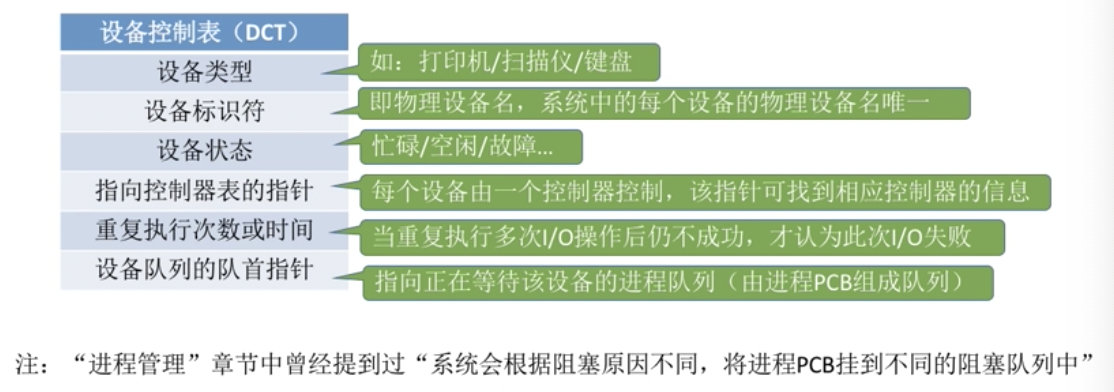 设备控制表（DCT）
设备类型
如：打印机/扫描仪/键盘
设备标识符
即物理设备名，系统中的每个设备的物理设备名唯一
设备状态
忙碌/空闲/故障...
指向控制器表的指针
每个设备由一个控制器控制，该指针可找到相应控制器的信息
重复执行次数或时间
当重复执行多次I/O操作后仍不成功，才认为此次I/O失败
设备队列的队首指针
指向正在等待该设备的进程队列（由进程PCB组成队列）
注：“进程管理”章节中曾经提到过“系统会根据阻塞原因不同，将进程PCB挂到不同的阻塞队列中”